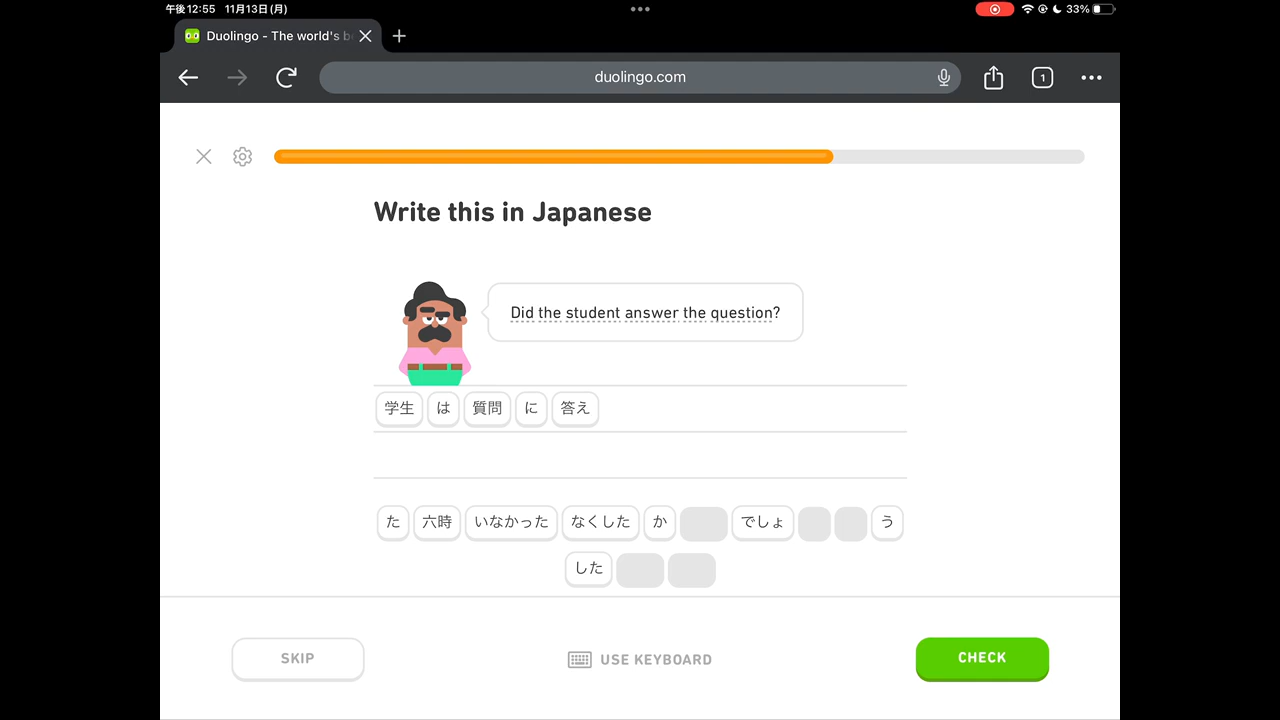 午後12:55 11月13日(月)
33%
Duolingo - The world's b
duolingo.com
1
Write this in Japanese
Did the student answer the question?
学生 は 質問 に 答え
た 六時 いなかった なくした か でしょ う
した
SKIP
USE KEYBOARD
CHECK